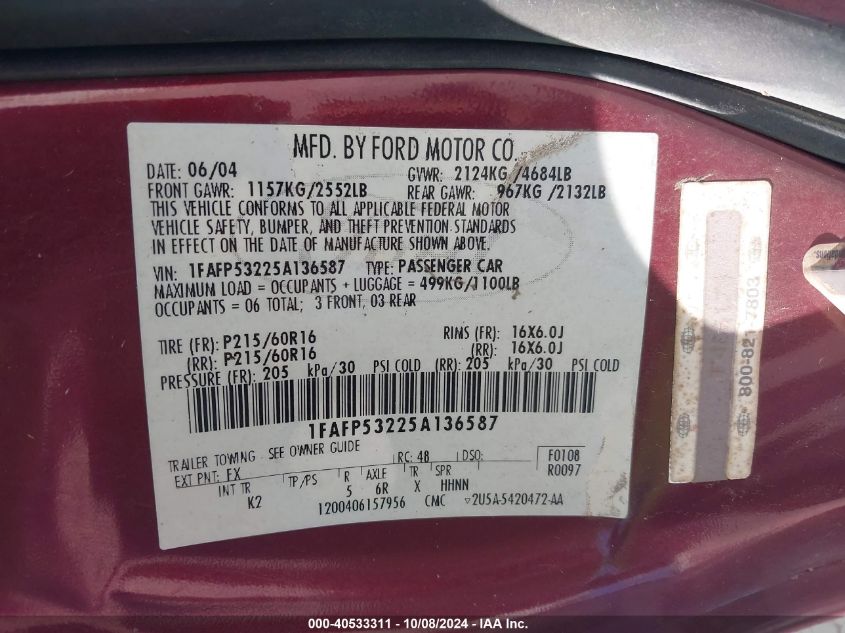 MFD. BY FORD MOTOR CO.
DATE: 06/04 GVWR: 2124KG /4684LB
FRONT GAWR: 1157KG/2552LB REAR GAWR: 967KG /2132LB
THIS VEHICLE CONFORMS TO ALL APPLICABLE FEDERAL MOTOR
VEHICLE SAFETY, BUMPER, AND THEFT PREVENTION STANDARDS
IN EFFECT ON THE DATE OF MANUFACTURE SHOWN ABOVE.
VIN: 1FAFP53225A136587 TYPE: PASSENGER CAR
MAXIMUM LOAD = OCCUPANTS + LUGGAGE = 499KG/1100LB
OCCUPANTS = 06 TOTAL; 3 FRONT, 03 REAR
TIRE (FR): P215/60R16 RIMS (FR): 16X6.0J
(RR): P215/60R16 (RR): 16X6.0J
PRESSURE (FR): 205 kPa/30 PSI COLD (RR): 205 kPa/30 PSI COLD
1FAFP53225A136587
TRAILER TOWING - SEE OWNER GUIDE
EXT PNT: FX RC: 48 DSO: F0108
R0097
INT TR TP/PS R AXLE TR SPR
K2 5 6R X HHNN
1200406157956 CMC 2U5A-5420472-AA
800-821-7803
000-40533311 - 10/08/2024 - IAA Inc.